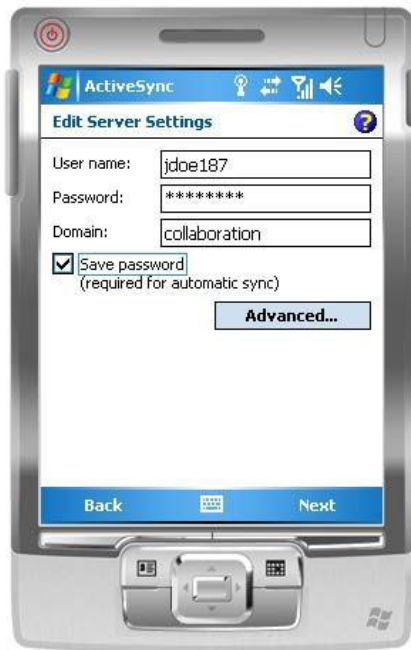 ActiveSync
Edit Server Settings
User name: jdoe187
Password: ********
Domain: collaboration
Save password
(required for automatic sync)
Advanced...
Back Next